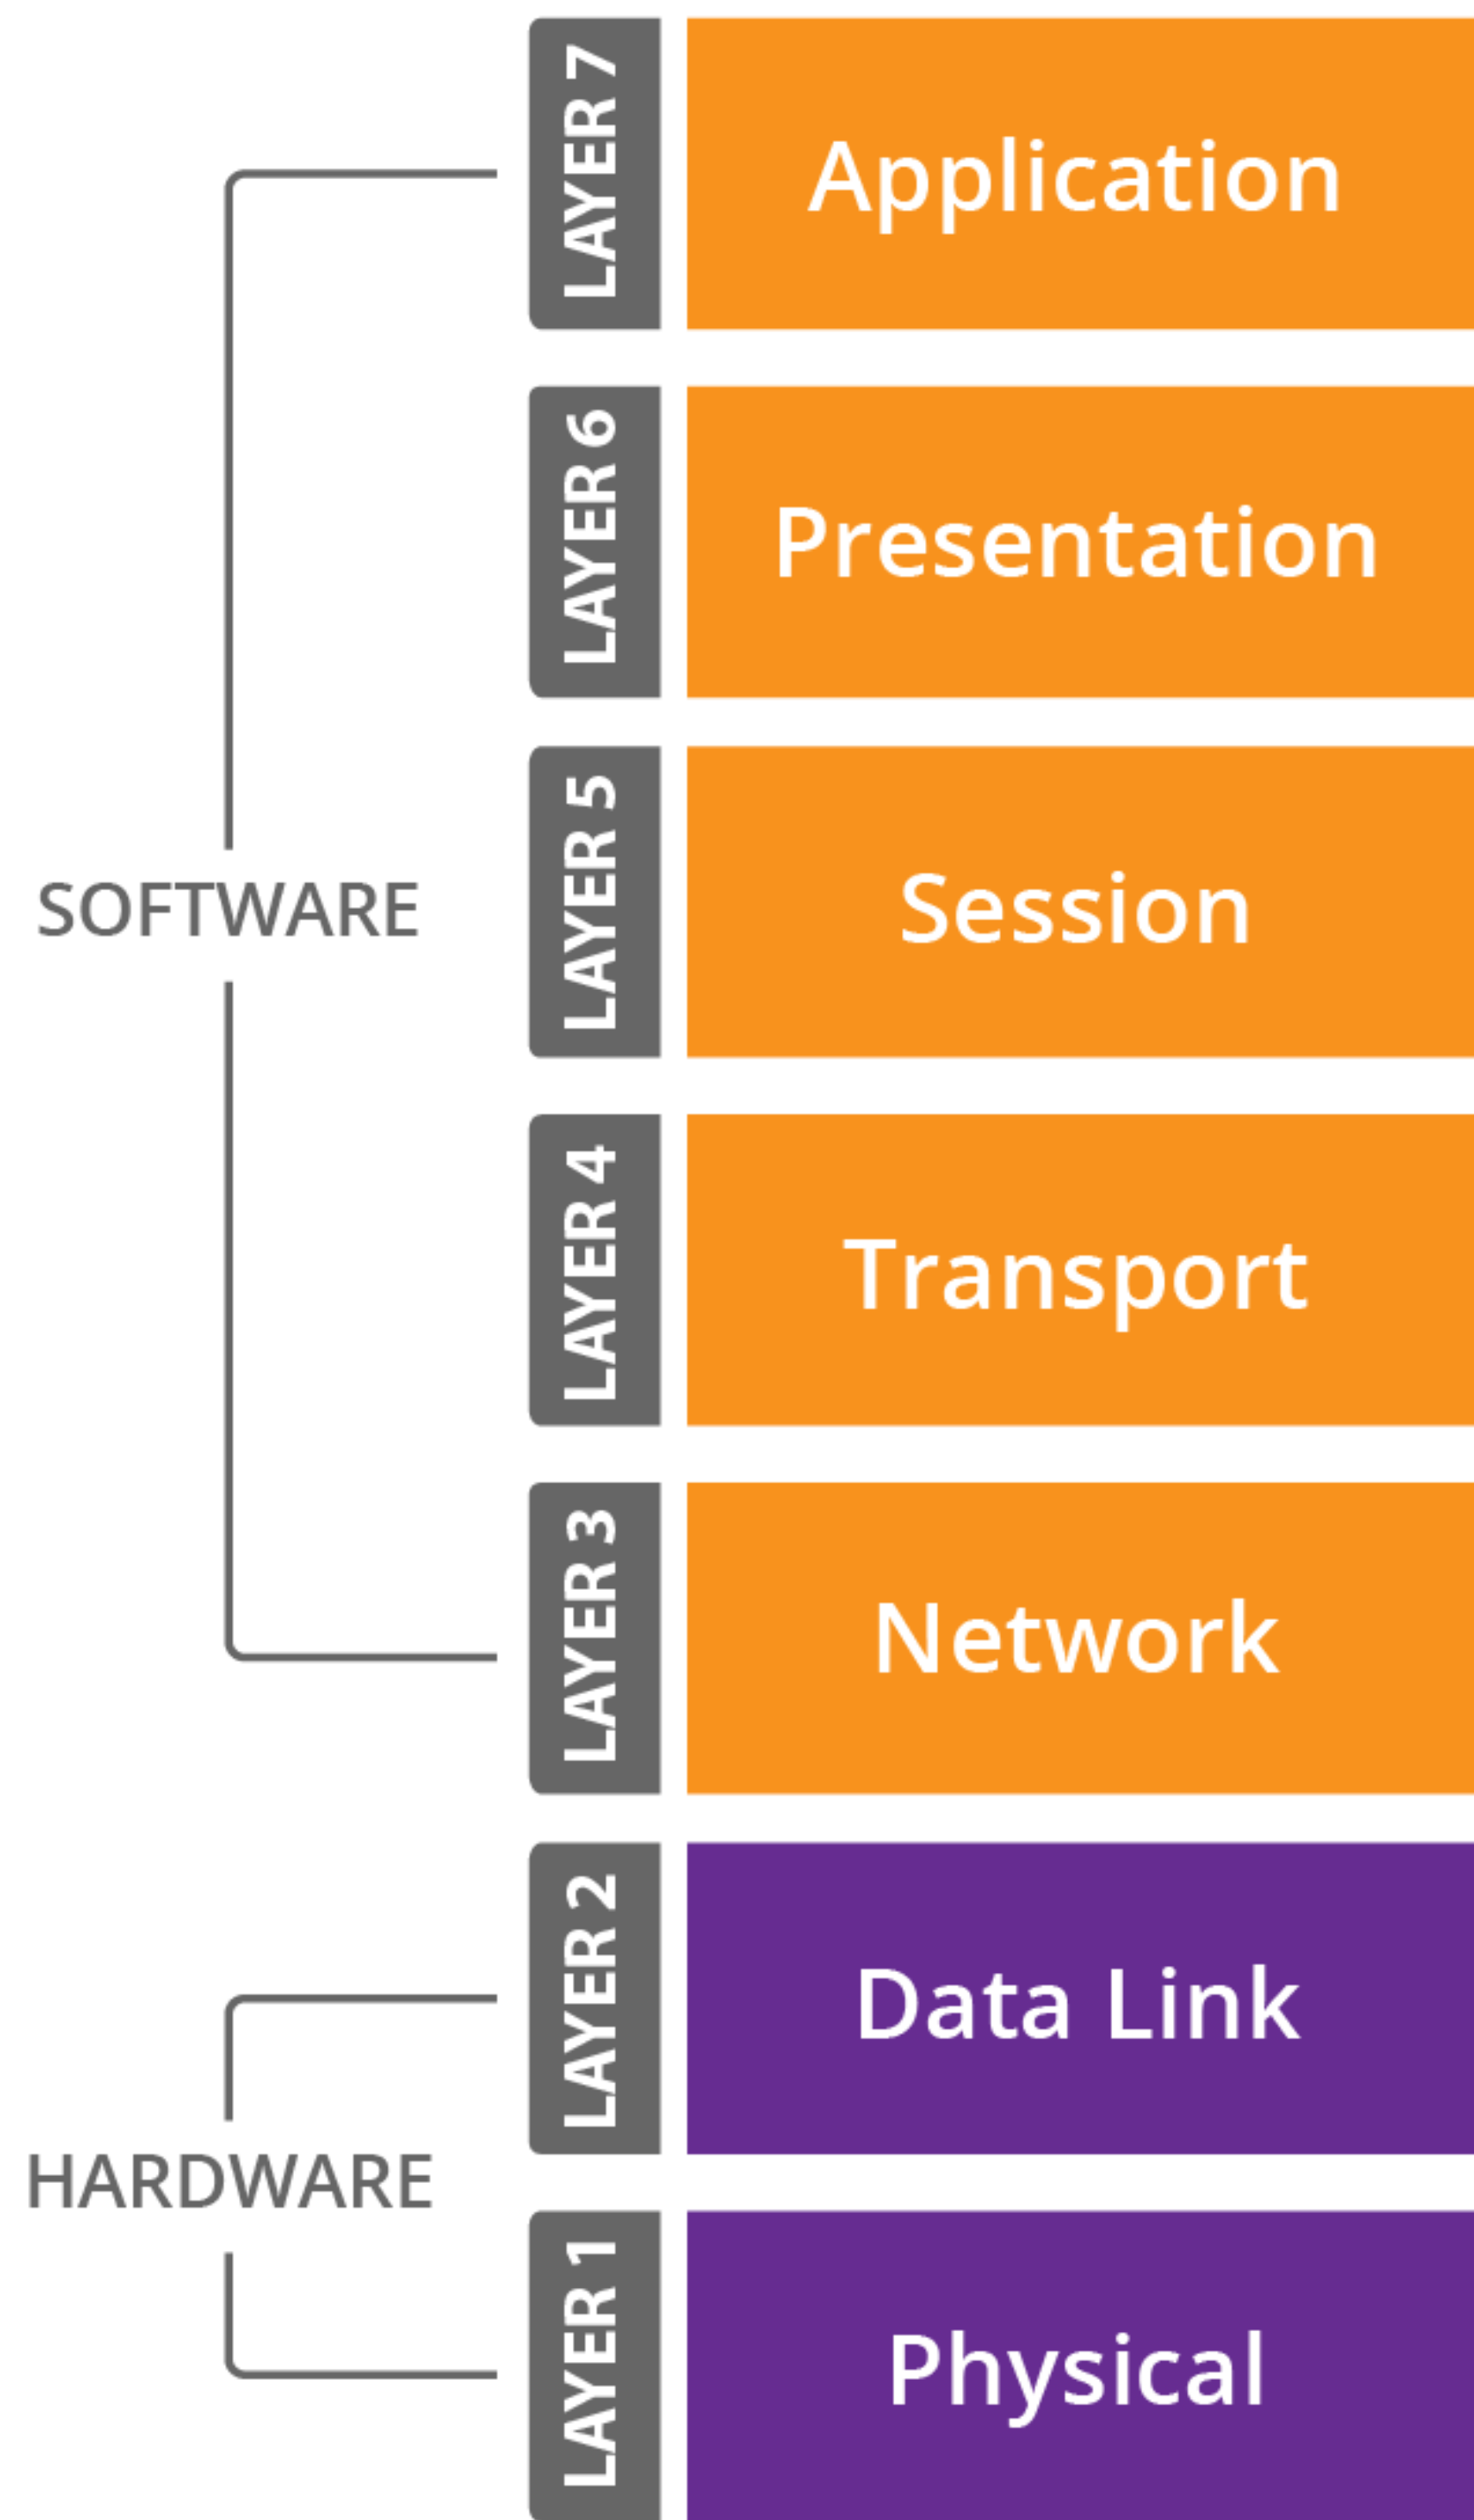 LAYER 7
Application
LAYER 6
Presentation
LAYER 5
Session
SOFTWARE
LAYER 4
Transport
LAYER 3
Network
LAYER 2
Data Link
HARDWARE
LAYER 1
Physical